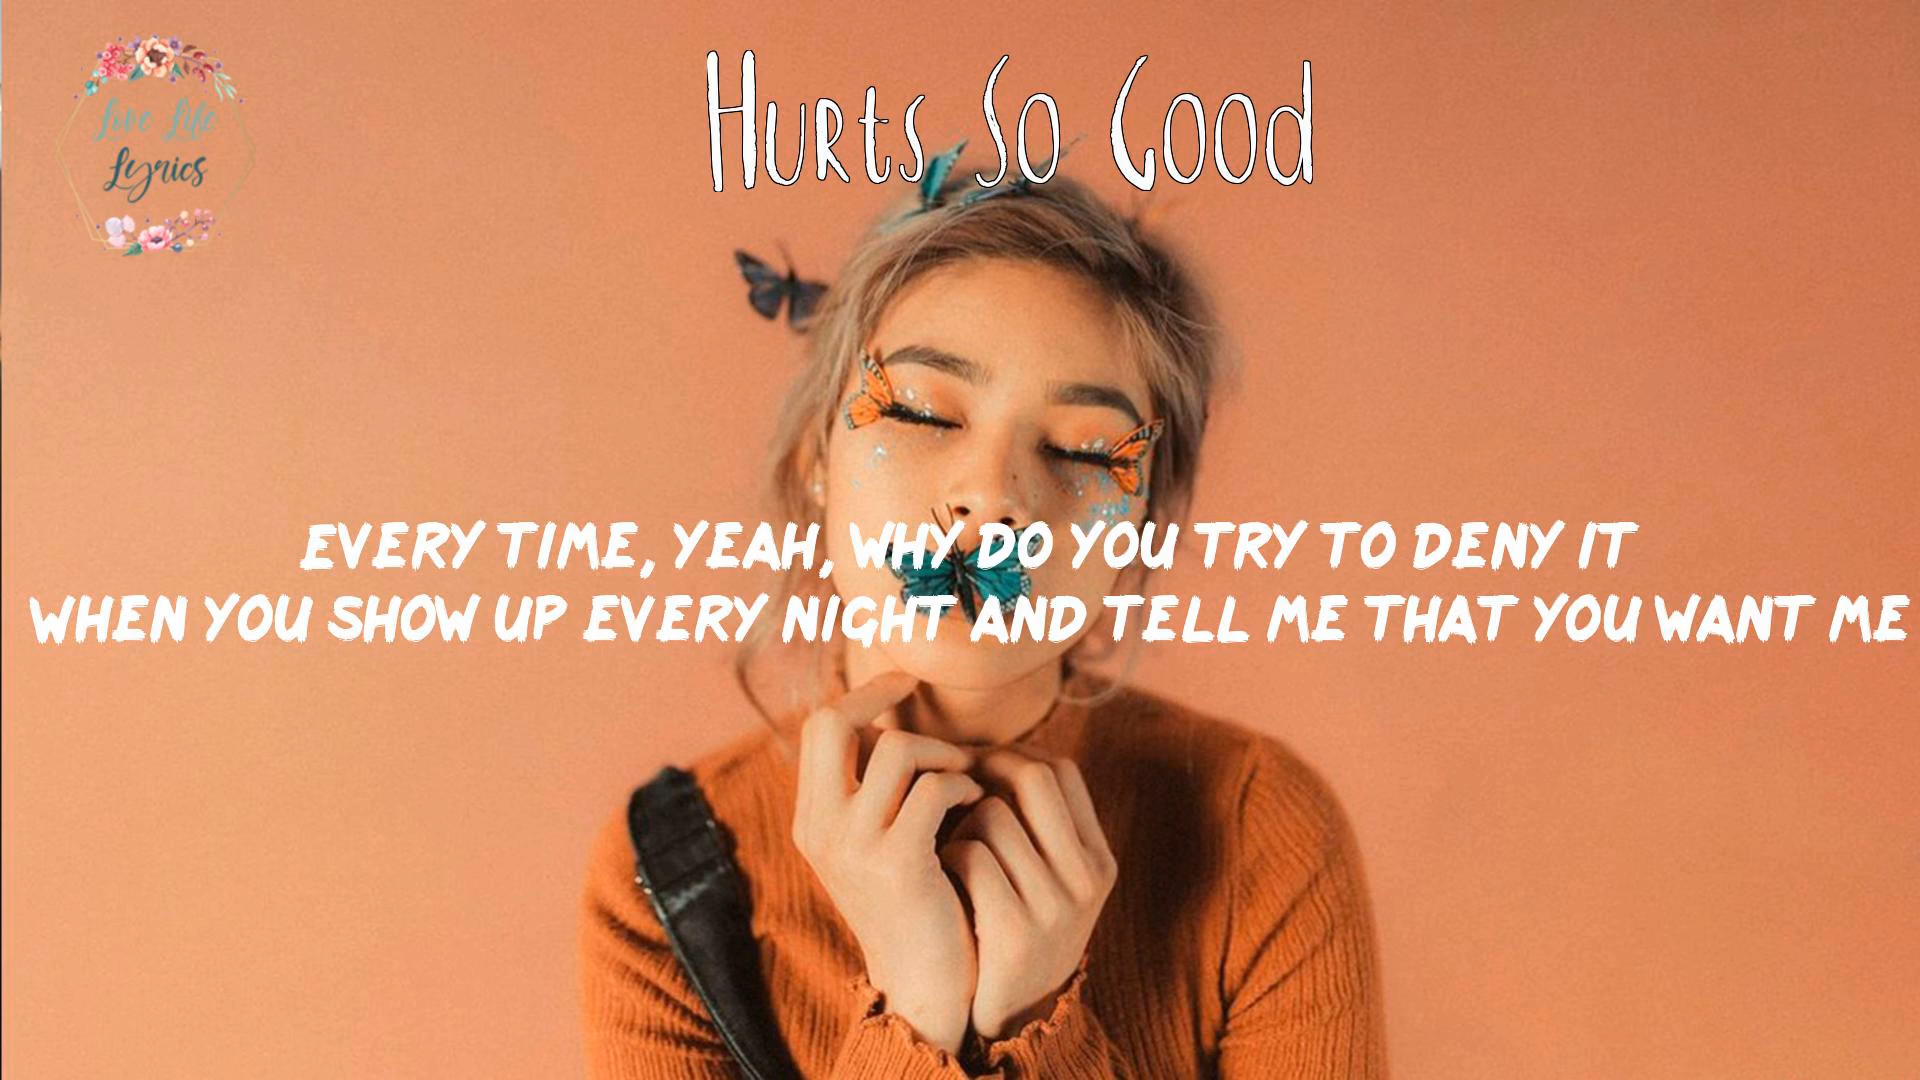 Love Life
Lyrics
Hurts So Good
EVERY TIME, YEAH, WHY DO YOU TRY TO DENY IT
WHEN YOU SHOW UP EVERY NIGHT AND TELL ME THAT YOU WANT ME